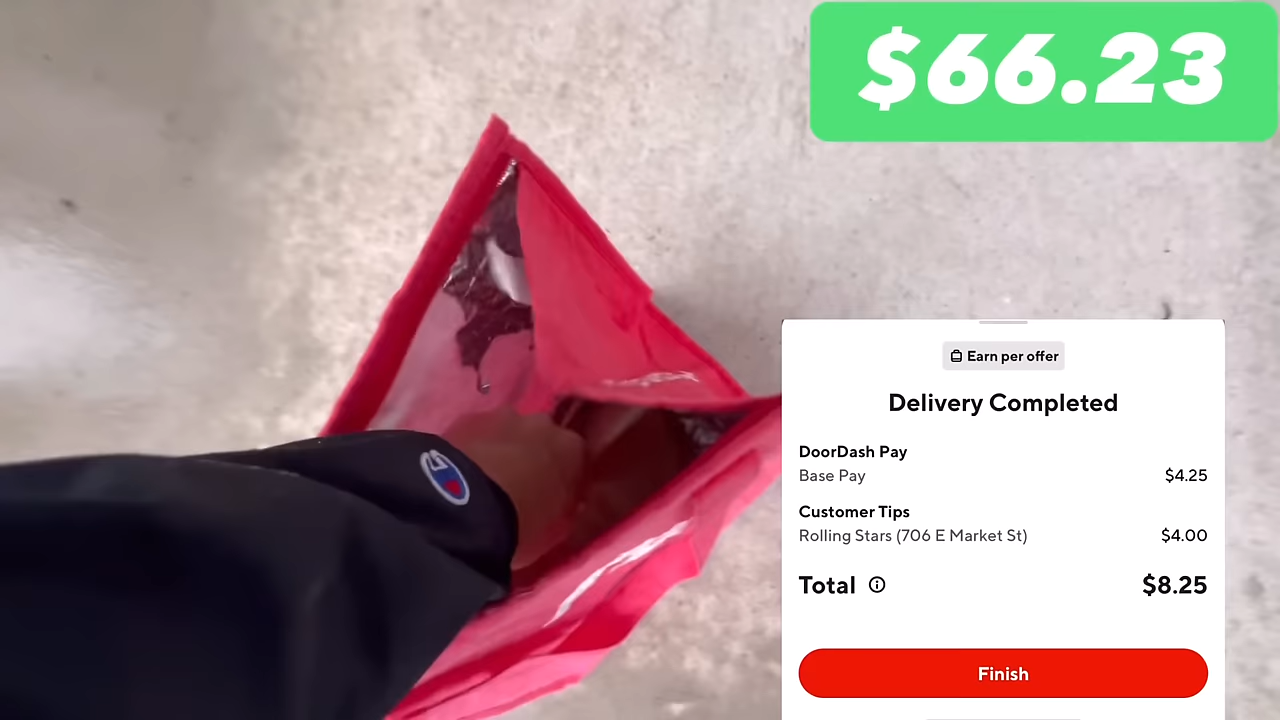 $66.23
Earn per offer
Delivery Completed
DoorDash Pay
Base Pay $4.25
Customer Tips
Rolling Stars (706 E Market St) $4.00
Total $8.25
Finish